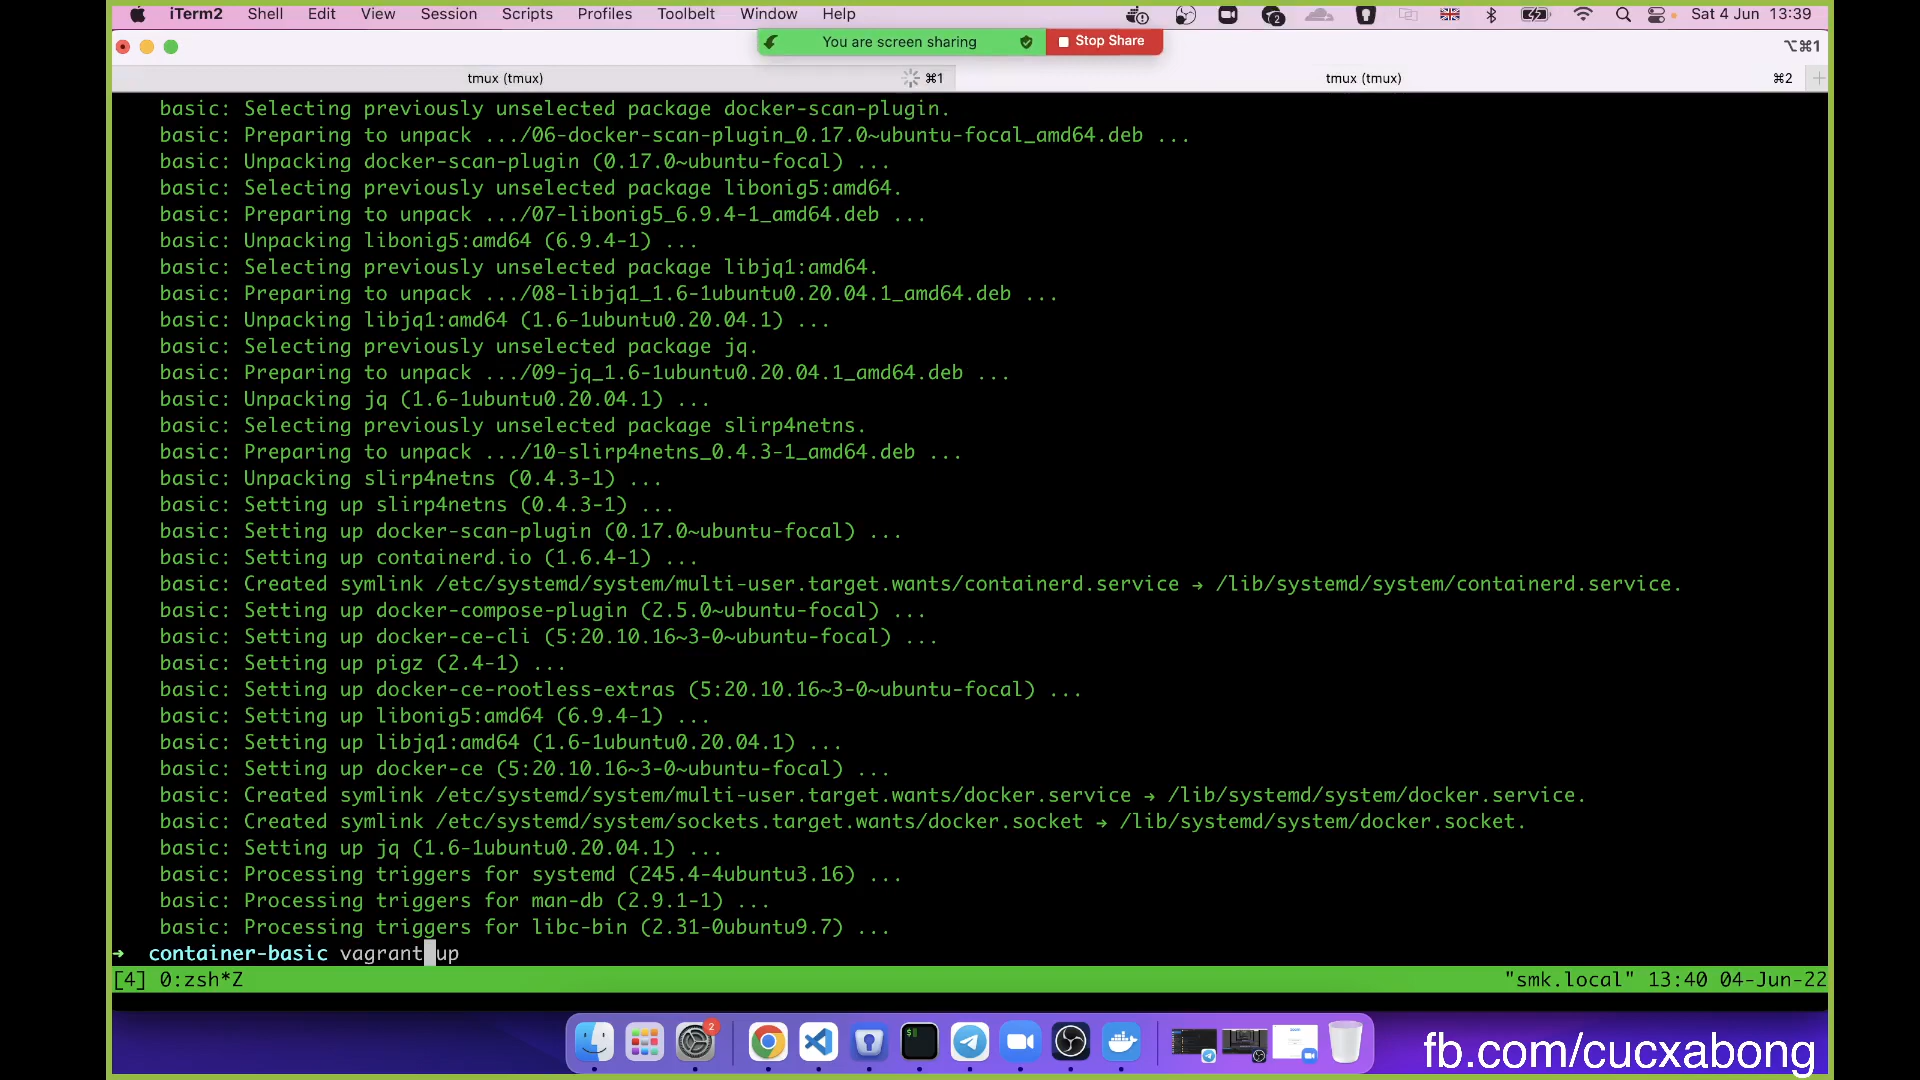 iTerm2 Shell Edit View Session Scripts Profiles Toolbelt Window Help 2 Sat 4 Jun 13:39
You are screen sharing Stop Share ⌥⌘1
tmux (tmux) ⌘1 tmux (tmux) ⌘2 +
basic: Selecting previously unselected package docker-scan-plugin.
basic: Preparing to unpack .../06-docker-scan-plugin_0.17.0~ubuntu-focal_amd64.deb ...
basic: Unpacking docker-scan-plugin (0.17.0~ubuntu-focal) ...
basic: Selecting previously unselected package libonig5:amd64.
basic: Preparing to unpack .../07-libonig5_6.9.4-1_amd64.deb ...
basic: Unpacking libonig5:amd64 (6.9.4-1) ...
basic: Selecting previously unselected package libjq1:amd64.
basic: Preparing to unpack .../08-libjq1_1.6-1ubuntu0.20.04.1_amd64.deb ...
basic: Unpacking libjq1:amd64 (1.6-1ubuntu0.20.04.1) ...
basic: Selecting previously unselected package jq.
basic: Preparing to unpack .../09-jq_1.6-1ubuntu0.20.04.1_amd64.deb ...
basic: Unpacking jq (1.6-1ubuntu0.20.04.1) ...
basic: Selecting previously unselected package slirp4netns.
basic: Preparing to unpack .../10-slirp4netns_0.4.3-1_amd64.deb ...
basic: Unpacking slirp4netns (0.4.3-1) ...
basic: Setting up slirp4netns (0.4.3-1) ...
basic: Setting up docker-scan-plugin (0.17.0~ubuntu-focal) ...
basic: Setting up containerd.io (1.6.4-1) ...
basic: Created symlink /etc/systemd/system/multi-user.target.wants/containerd.service → /lib/systemd/system/containerd.service.
basic: Setting up docker-compose-plugin (2.5.0~ubuntu-focal) ...
basic: Setting up docker-ce-cli (5:20.10.16~3-0~ubuntu-focal) ...
basic: Setting up pigz (2.4-1) ...
basic: Setting up docker-ce-rootless-extras (5:20.10.16~3-0~ubuntu-focal) ...
basic: Setting up libonig5:amd64 (6.9.4-1) ...
basic: Setting up libjq1:amd64 (1.6-1ubuntu0.20.04.1) ...
basic: Setting up docker-ce (5:20.10.16~3-0~ubuntu-focal) ...
basic: Created symlink /etc/systemd/system/multi-user.target.wants/docker.service → /lib/systemd/system/docker.service.
basic: Created symlink /etc/systemd/system/sockets.target.wants/docker.socket → /lib/systemd/system/docker.socket.
basic: Setting up jq (1.6-1ubuntu0.20.04.1) ...
basic: Processing triggers for systemd (245.4-4ubuntu3.16) ...
basic: Processing triggers for man-db (2.9.1-1) ...
basic: Processing triggers for libc-bin (2.31-0ubuntu9.7) ...
→ container-basic vagrant up
[4] 0:zsh*Z "smk.local" 13:40 04-Jun-22
2
fb.com/cucxabong